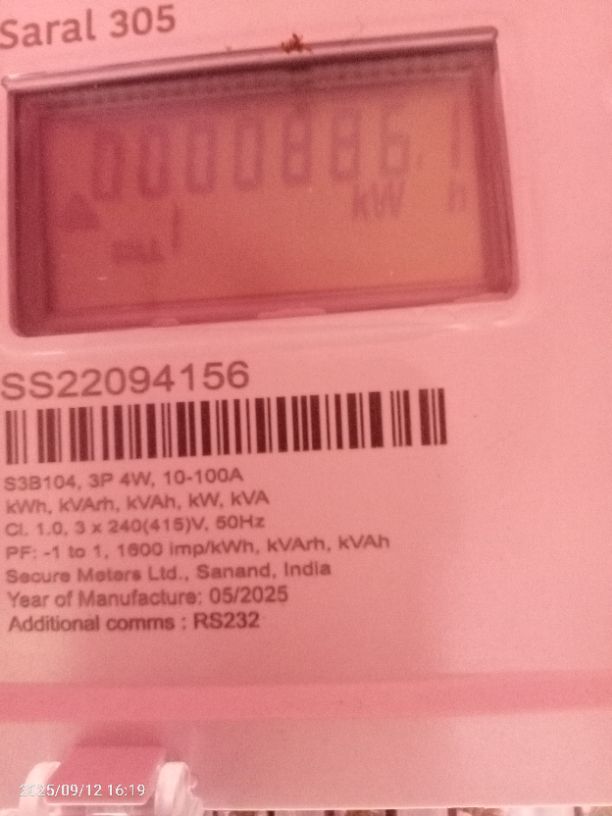 Saral 305
0000886.1
kW h
SS22094156
S3B104, 3P 4W, 10-100A
kWh, kVArh, kVAh, kW, kVA
Cl. 1.0, 3 x 240(415)V, 50Hz
PF: -1 to 1, 1600 imp/kWh, kVArh, kVAh
Secure Meters Ltd., Sanand, India
Year of Manufacture: 05/2025
Additional comms : RS232
2025/09/12 16:19